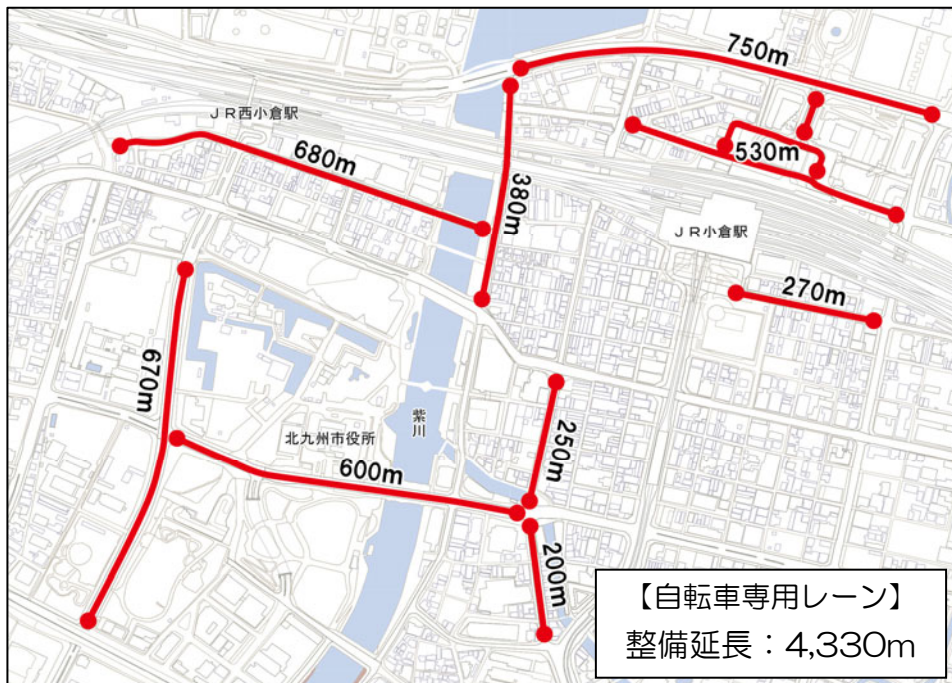 750m
JR西小倉駅
680m
530m
380m
JR小倉駅
270m
670m
紫川
250m
北九州市役所
600m
200m
【自転車専用レーン】
整備延長：4,330m